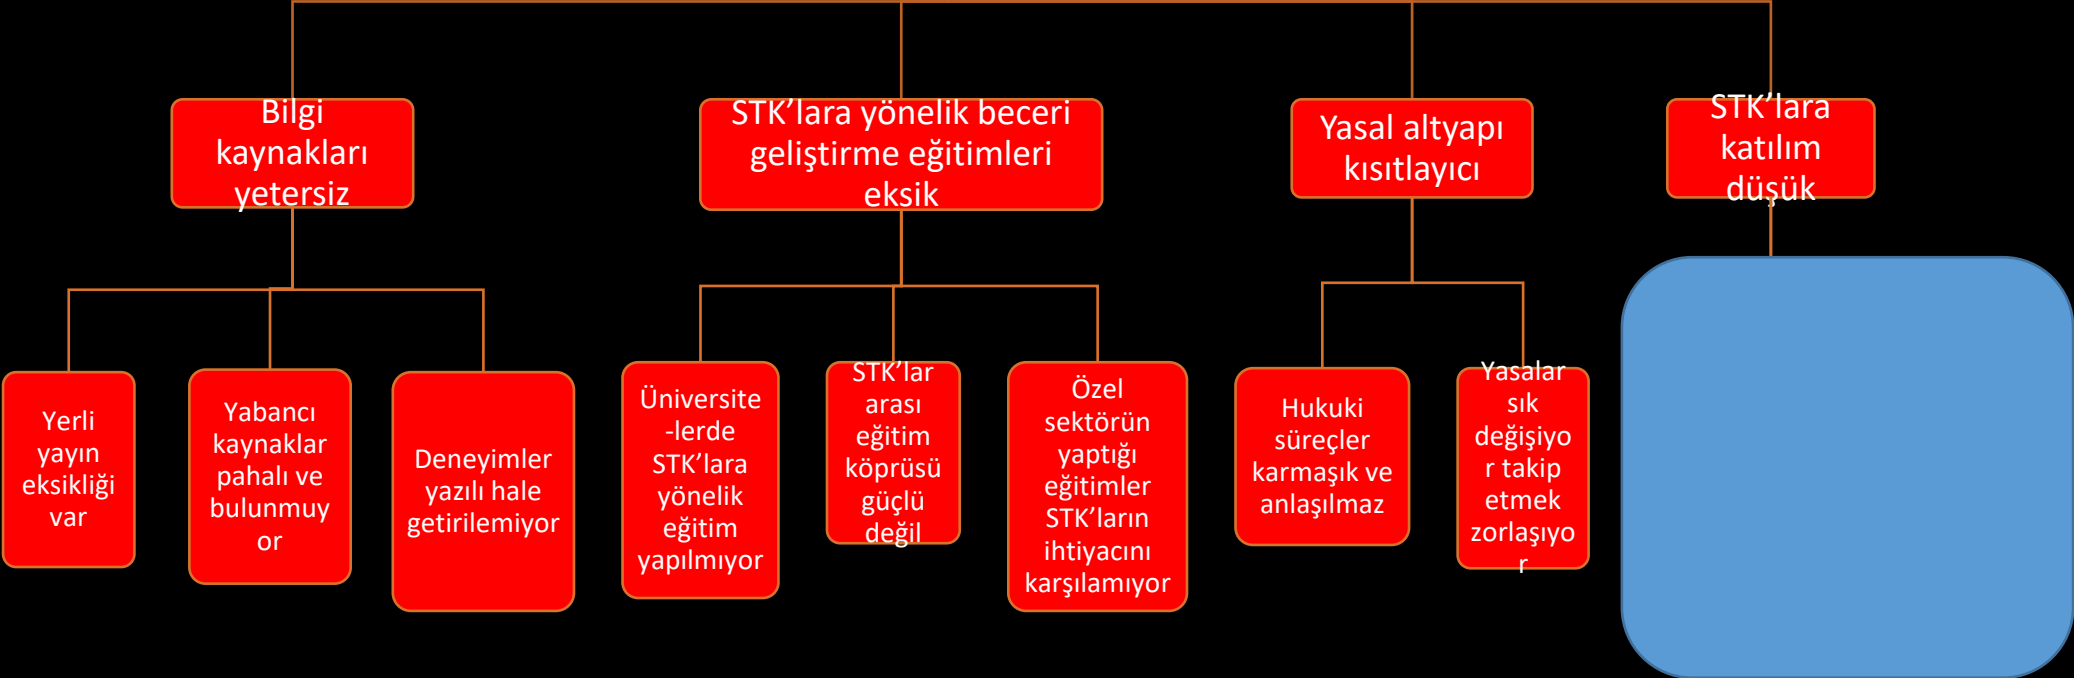 Bilgi
kaynakları
yetersiz
STK’lara yönelik beceri
geliştirme eğitimleri
eksik
Yasal altyapı
kısıtlayıcı
STK’lara
katılım
düşük
Yerli
yayın
eksikliği
var
Yabancı
kaynaklar
pahalı ve
bulunmuy
or
Deneyimler
yazılı hale
getirilemiyor
Üniversite
-lerde
STK’lara
yönelik
eğitim
yapılmıyor
STK’lar
arası
eğitim
köprüsü
güçlü
değil
Özel
sektörün
yaptığı
eğitimler
STK’ların
ihtiyacını
karşılamıyor
Hukuki
süreçler
karmaşık ve
anlaşılmaz
Yasalar
sık
değişiyo
r takip
etmek
zorlaşıyo
r